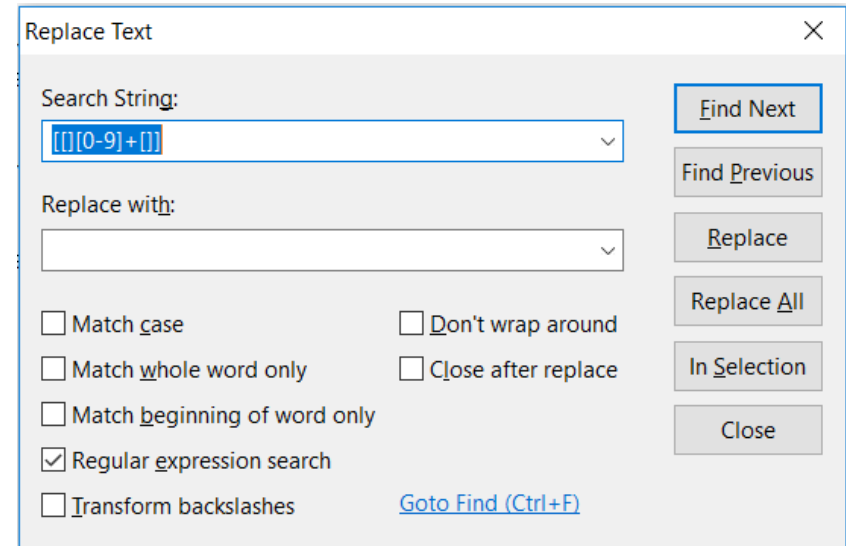 Replace Text
Search String:
[[][0-9]+[]]
Find Next
Find Previous
Replace with:
Replace
Replace All
In Selection
Close
Match case
Don't wrap around
Match whole word only
Close after replace
Match beginning of word only
Regular expression search
Transform backslashes
Goto Find (Ctrl+F)